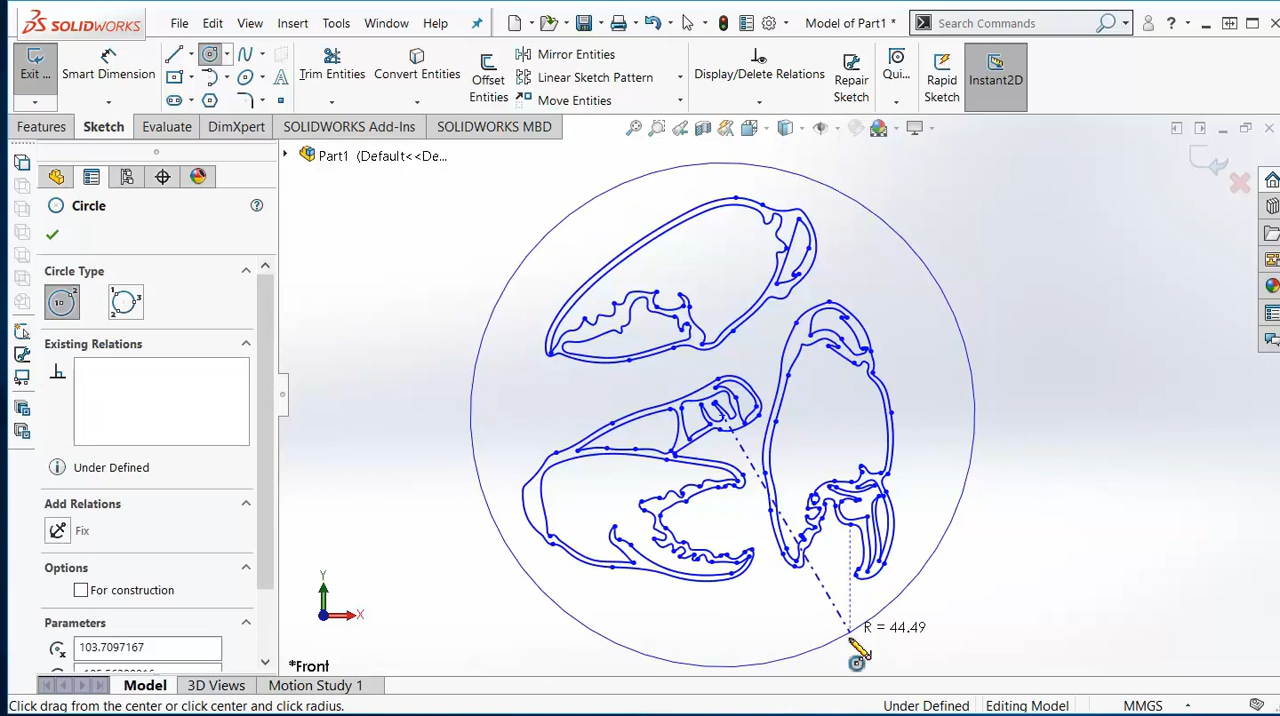 SOLIDWORKS File Edit View Insert Tools Window Help Model of Part1 * Search Commands ?
Exit ... Smart Dimension Trim Entities Convert Entities Offset Entities Mirror Entities Display/Delete Relations Repair Sketch Qui... Rapid Sketch Instant2D
Linear Sketch Pattern
Move Entities
Features Sketch Evaluate DimXpert SOLIDWORKS Add-Ins SOLIDWORKS MBD
Part1 (Default<<De...
Circle
Circle Type
Existing Relations
Under Defined
Add Relations
Fix
Options
For construction
Parameters
103.7097167
R = 44.49
Y
X
*Front
Model 3D Views Motion Study 1
Click drag from the center or click center and click radius. Under Defined Editing Model MMGS